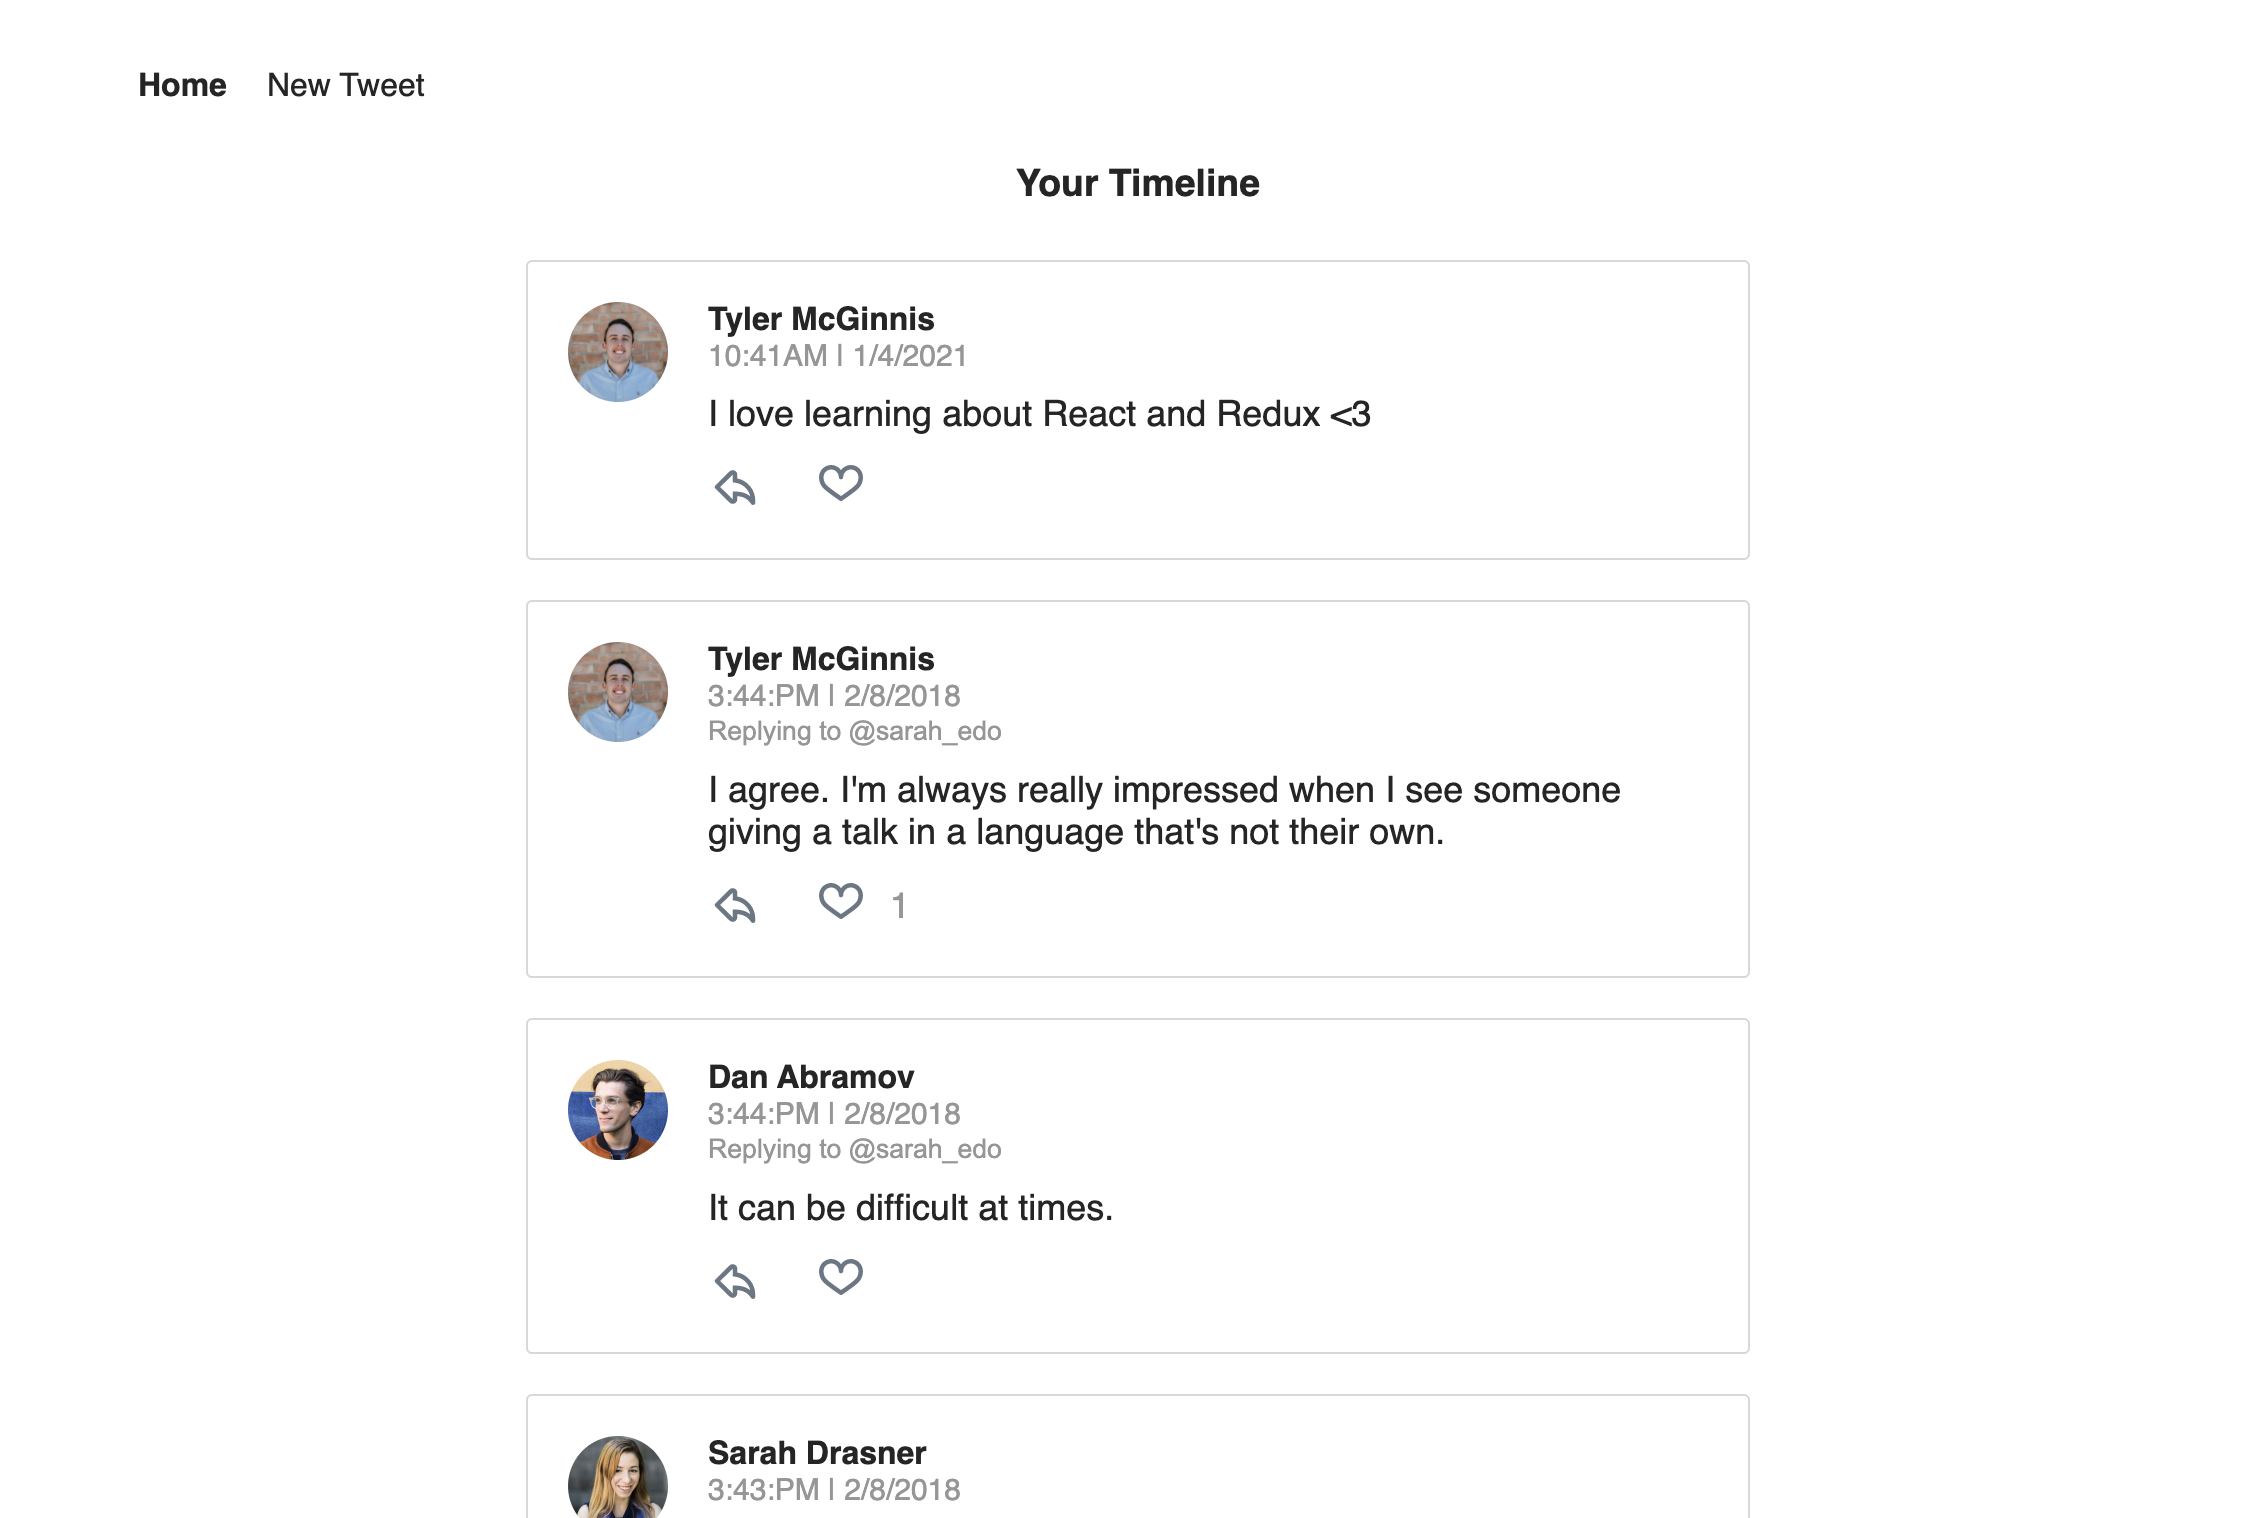 Home New Tweet
Your Timeline
Tyler McGinnis
10:41AM | 1/4/2021
I love learning about React and Redux <3
Tyler McGinnis
3:44:PM | 2/8/2018
Replying to @sarah_edo
I agree. I'm always really impressed when I see someone
giving a talk in a language that's not their own.
1
Dan Abramov
3:44:PM | 2/8/2018
Replying to @sarah_edo
It can be difficult at times.
Sarah Drasner
3:43:PM | 2/8/2018